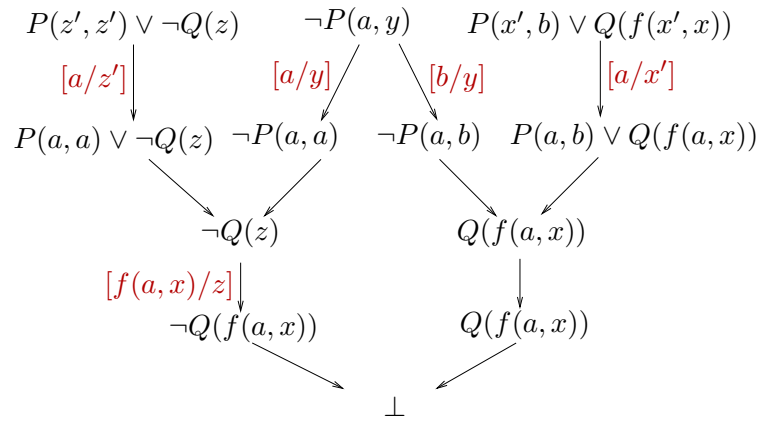 P(z′, z′) ∨ ¬Q(z) ¬P(a, y) P(x′, b) ∨ Q(f(x′, x))
[a/z′] [a/y] [b/y] [a/x′]
P(a, a) ∨ ¬Q(z) ¬P(a, a) ¬P(a, b) P(a, b) ∨ Q(f(a, x))
¬Q(z) Q(f(a, x))
[f(a, x)/z]
¬Q(f(a, x)) Q(f(a, x))
⊥